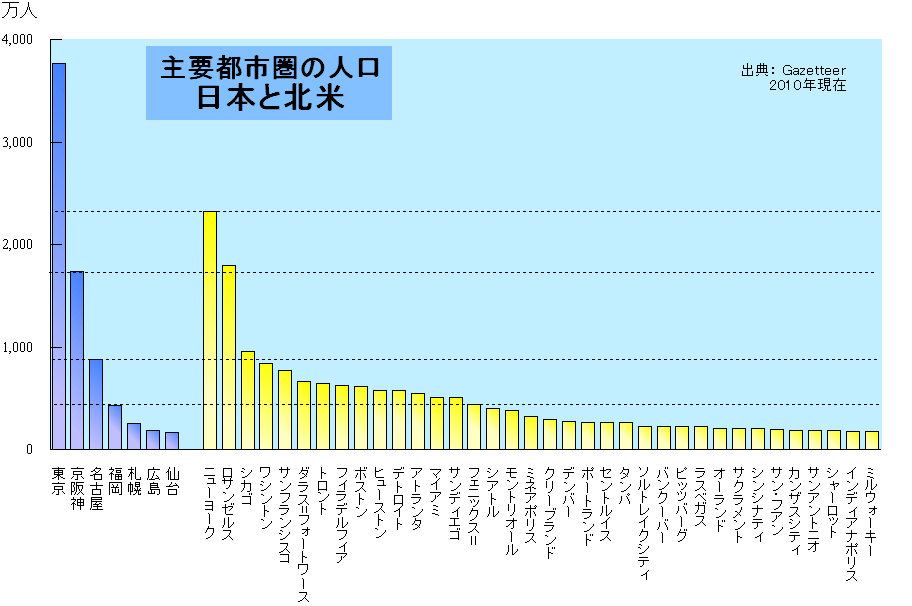 万人
主要都市圏の人口
日本と北米
出典： Gazetteer
2010年現在
4,000
3,000
2,000
1,000
0
東京
京阪神
名古屋
福岡
札幌
広島
仙台
ニューヨーク
ロサンゼルス
シカゴ
ワシントン
サンフランシスコ
ダラス=フォートワース
トロント
フィラデルフィア
ボストン
ヒューストン
デトロイト
アトランタ
マイアミ
サンディエゴ
フェニックス=
シアトル
モントリオール
ミネアポリス
クリーブランド
デンバー
ポートランド
セントルイス
タンパ
ソルトレイクシティ
バンクーバー
ピッツバーグ
ラスベガス
オーランド
サクラメント
シンシナティ
サン・フアン
カンザスシティ
サンアントニオ
シャーロット
インディアナポリス
ミルウォーキー